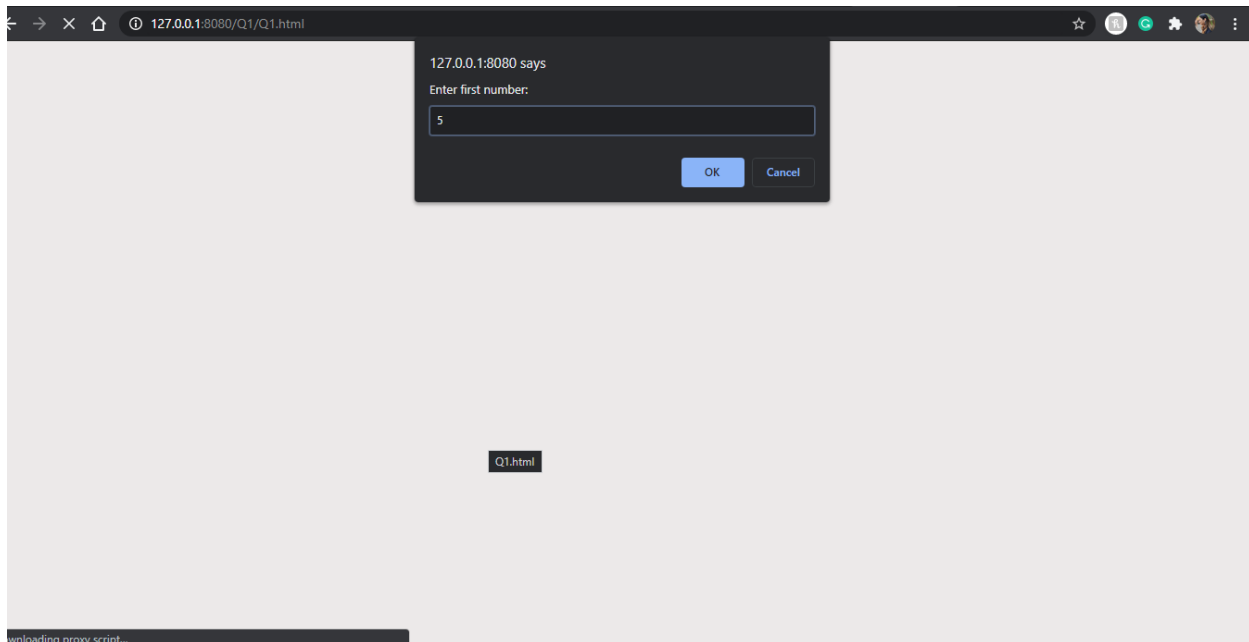 127.0.0.1:8080/Q1/Q1.html
127.0.0.1:8080 says
Enter first number:
5
OK
Cancel
Q1.html
wnloading proxy script...